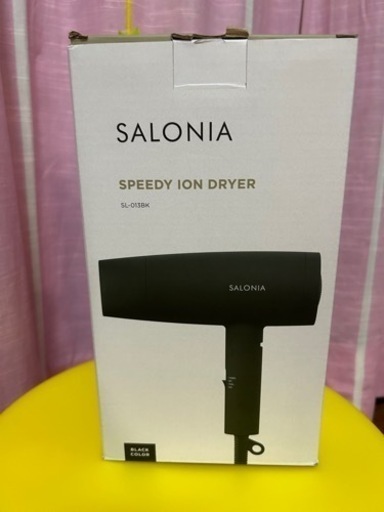 SALONIA
SPEEDY ION DRYER
SL-013BK
SALONIA
BLACK
COLOR